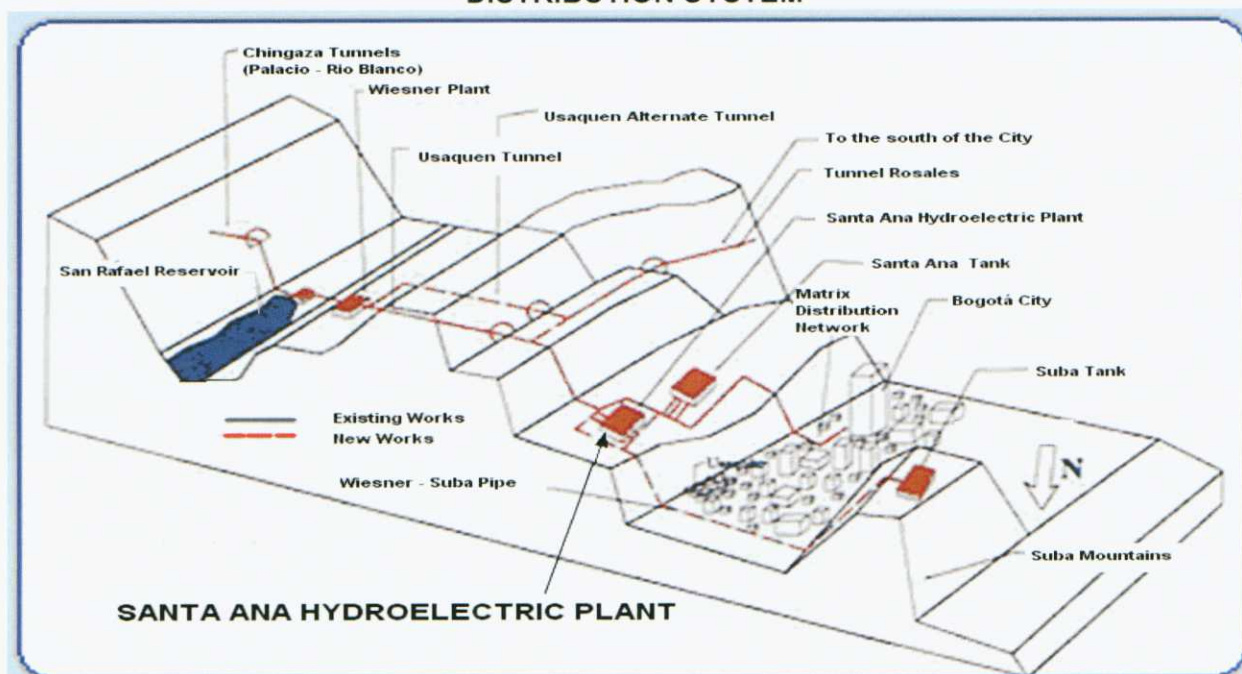 DISTRIBUTION SYSTEM
Chingaza Tunnels
(Palacio - Rio Blanco)
Wiesner Plant
Usaquen Alternate Tunnel
Usaquen Tunnel
To the south of the City
Tunnel Rosales
Santa Ana Hydroelectric Plant
San Rafael Reservoir
Santa Ana Tank
Matrix
Distribution
Network
Bogotá City
Suba Tank
Existing Works
New Works
Wiesner - Suba Pipe
N
Suba Mountains
SANTA ANA HYDROELECTRIC PLANT